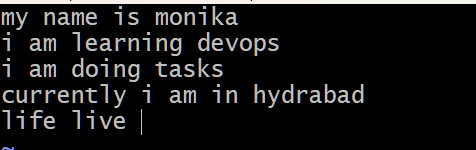 my name is monika
i am learning devops
i am doing tasks
currently i am in hydrabad
life live
~